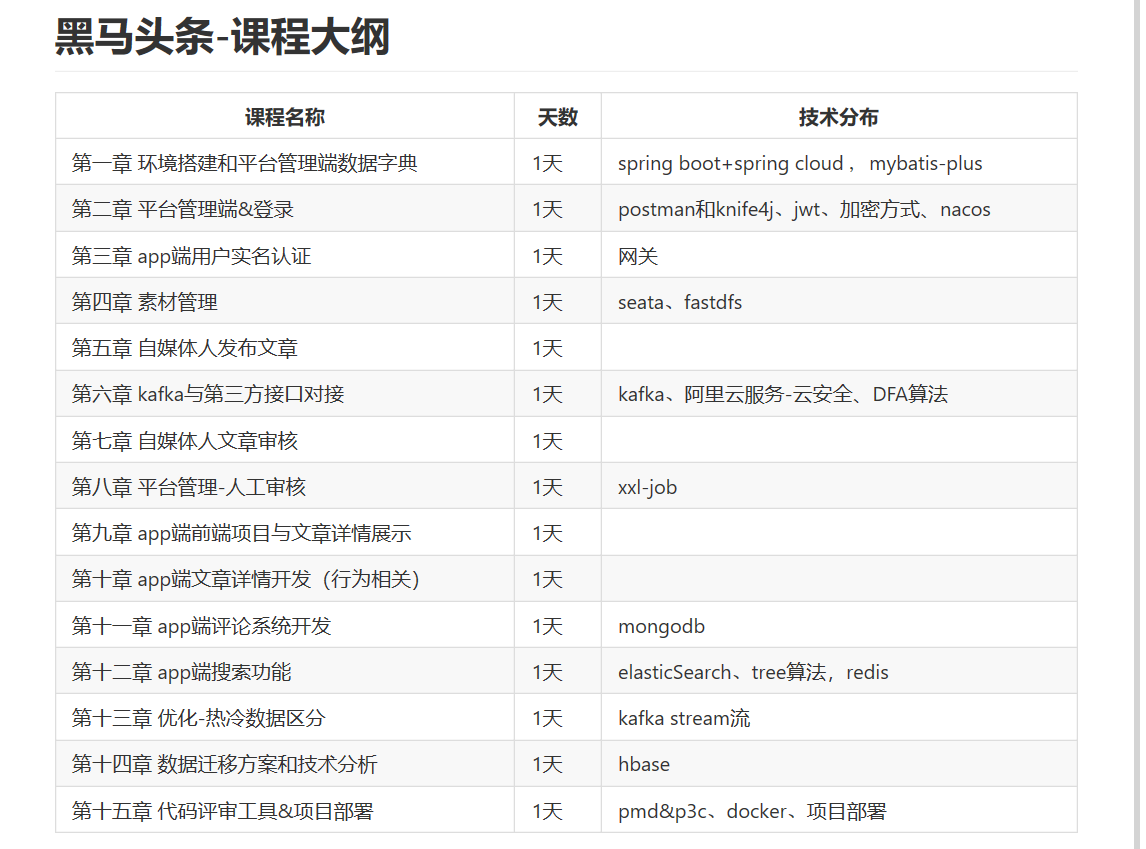 黑马头条-课程大纲
课程名称 天数 技术分布
第一章 环境搭建和平台管理端数据字典 1天 spring boot+spring cloud ，mybatis-plus
第二章 平台管理端&登录 1天 postman和knife4j、jwt、加密方式、nacos
第三章 app端用户实名认证 1天 网关
第四章 素材管理 1天 seata、fastdfs
第五章 自媒体人发布文章 1天
第六章 kafka与第三方接口对接 1天 kafka、阿里云服务-云安全、DFA算法
第七章 自媒体人文章审核 1天
第八章 平台管理-人工审核 1天 xxl-job
第九章 app端前端项目与文章详情展示 1天
第十章 app端文章详情开发（行为相关） 1天
第十一章 app端评论系统开发 1天 mongodb
第十二章 app端搜索功能 1天 elasticSearch、tree算法，redis
第十三章 优化-热冷数据区分 1天 kafka stream流
第十四章 数据迁移方案和技术分析 1天 hbase
第十五章 代码评审工具&项目部署 1天 pmd&p3c、docker、项目部署